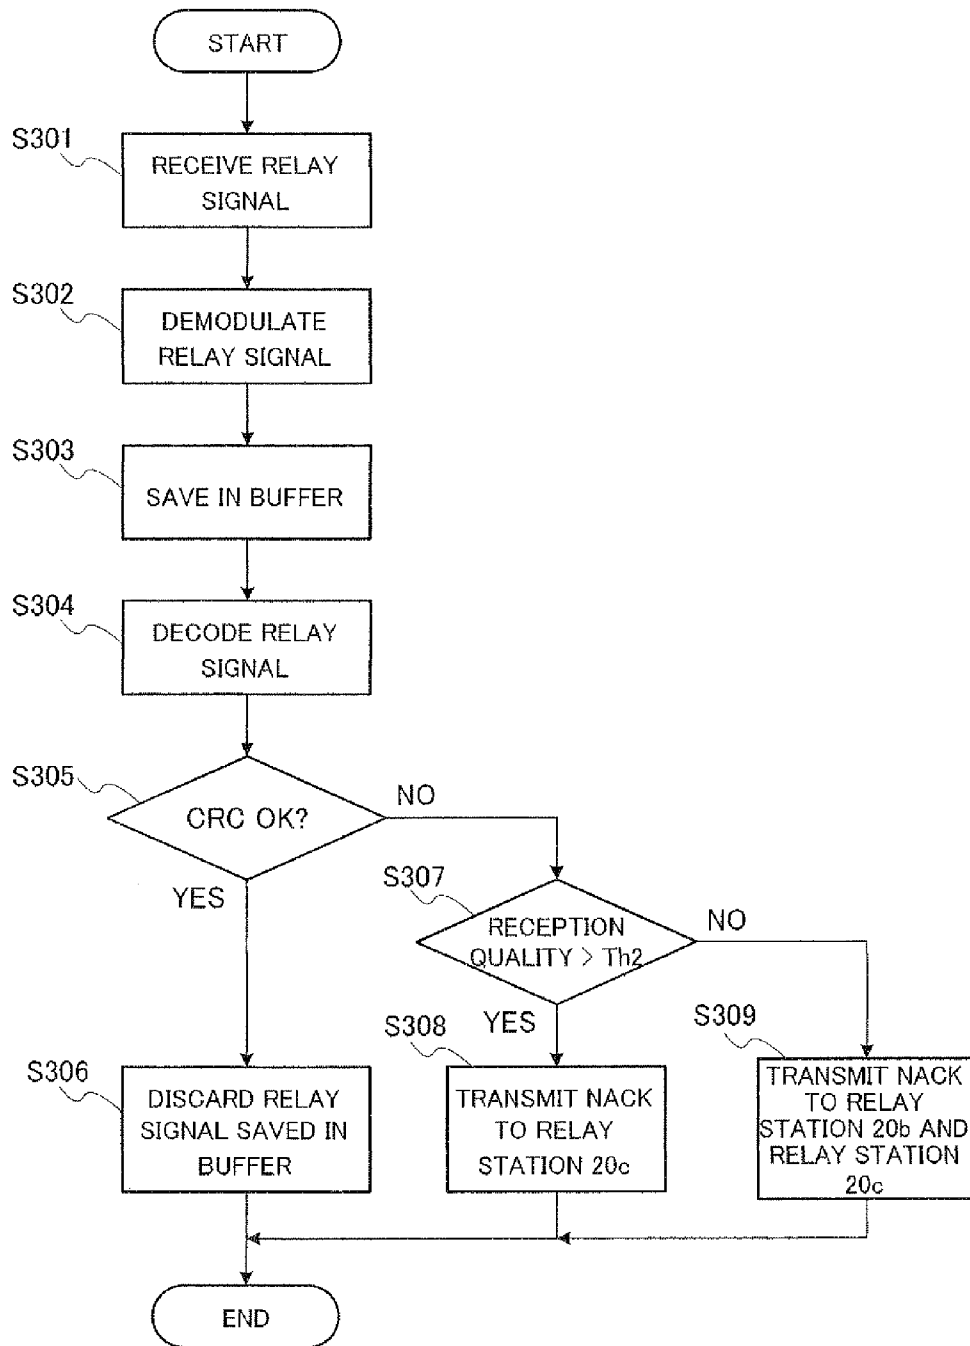 START
S301
RECEIVE RELAY
SIGNAL
S302
DEMODULATE
RELAY SIGNAL
S303
SAVE IN BUFFER
S304
DECODE RELAY
SIGNAL
S305
CRC OK?
NO
YES
S307
RECEPTION
QUALITY > Th2
NO
YES
S306
DISCARD RELAY
SIGNAL SAVED IN
BUFFER
S308
TRANSMIT NACK
TO RELAY
STATION 20c
S309
TRANSMIT NACK
TO RELAY
STATION 20b AND
RELAY STATION
20c
END